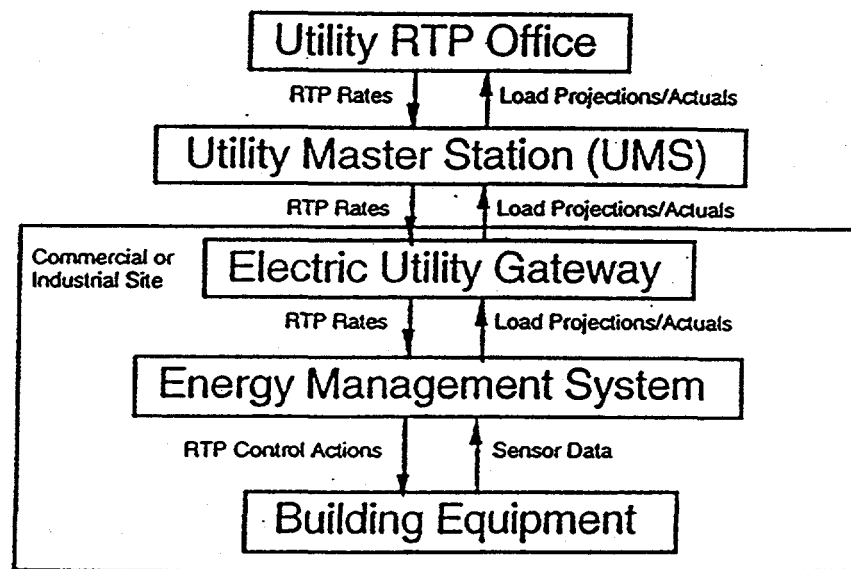 Utility RTP Office
RTP Rates
Load Projections/Actuals
Utility Master Station (UMS)
RTP Rates
Load Projections/Actuals
Commercial or
Industrial Site
Electric Utility Gateway
RTP Rates
Load Projections/Actuals
Energy Management System
RTP Control Actions
Sensor Data
Building Equipment